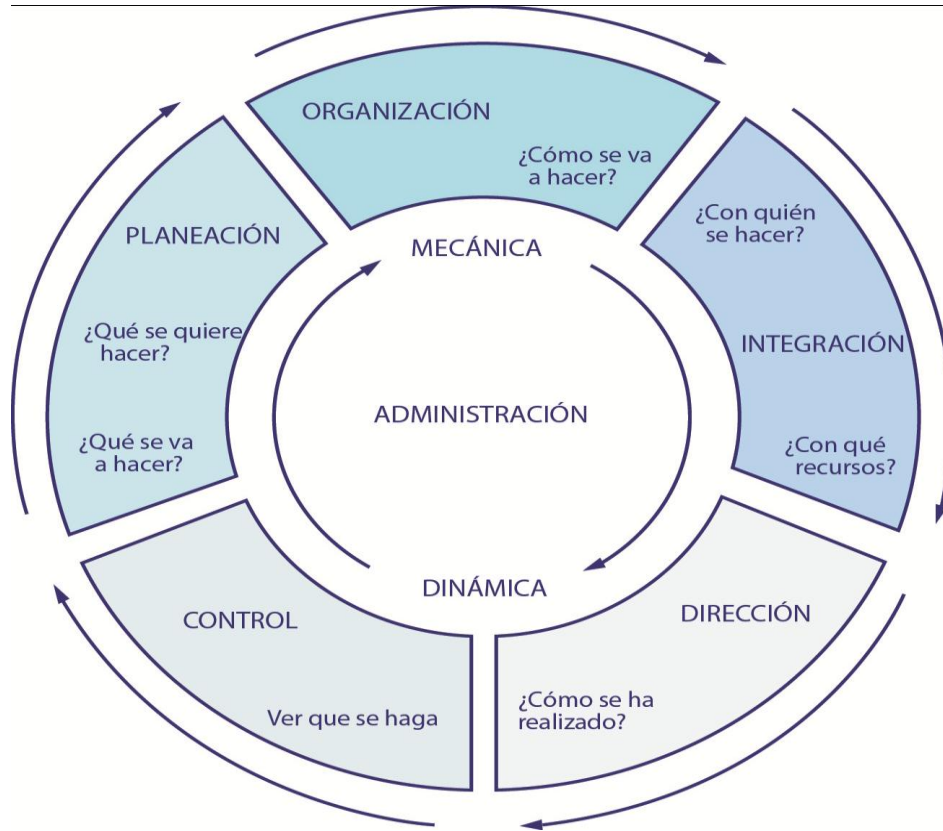 ORGANIZACIÓN
¿Cómo se va
a hacer?
¿Con quién
se hacer?
INTEGRACIÓN
¿Con qué
recursos?
DIRECCIÓN
¿Cómo se ha
realizado?
CONTROL
Ver que se haga
PLANEACIÓN
¿Qué se quiere
hacer?
¿Qué se va
a hacer?
MECÁNICA
ADMINISTRACIÓN
DINÁMICA